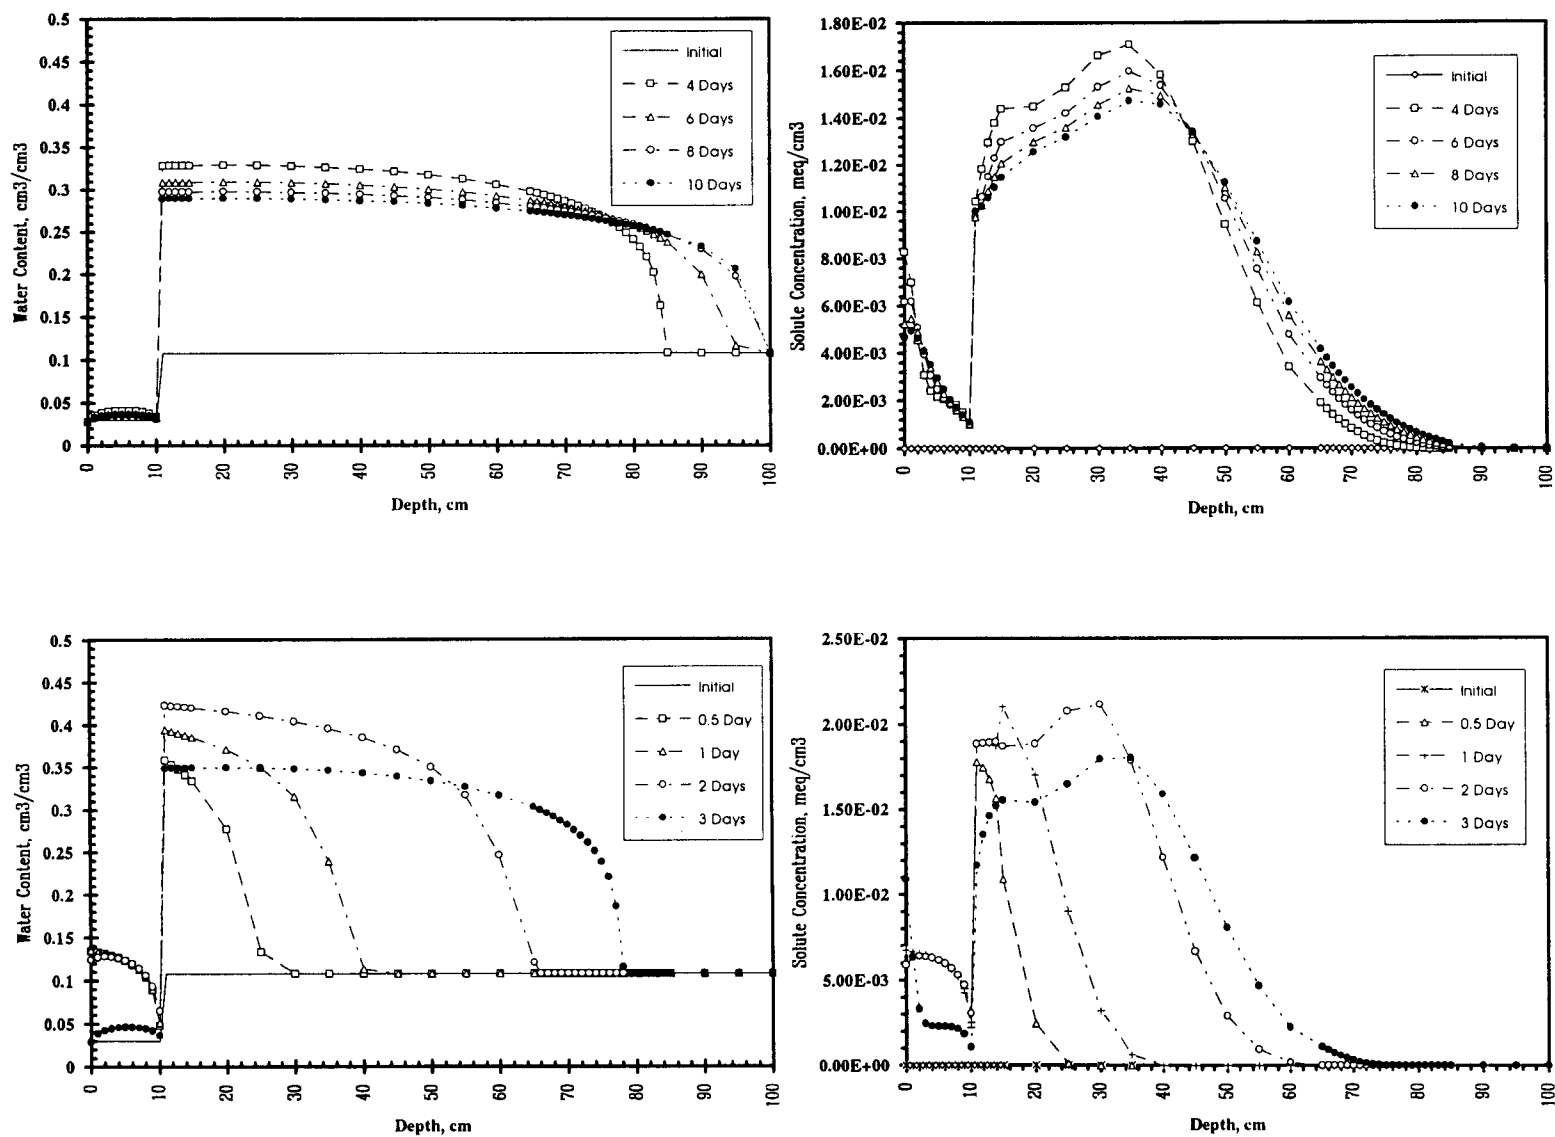 0.5
0.45
0.4
0.35
0.3
0.25
0.2
0.15
0.1
0.05
0
Water Content, cm3/cm3
0 10 20 30 40 50 60 70 80 90 100
Depth, cm
Initial
4 Days
6 Days
8 Days
10 Days
1.80E-02
1.60E-02
1.40E-02
1.20E-02
1.00E-02
8.00E-03
6.00E-03
4.00E-03
2.00E-03
0.00E+00
Solute Concentration, meq/cm3
0 10 20 30 40 50 60 70 80 90 100
Depth, cm
Initial
4 Days
6 Days
8 Days
10 Days
0.5
0.45
0.4
0.35
0.3
0.25
0.2
0.15
0.1
0.05
0
Water Content, cm3/cm3
0 10 20 30 40 50 60 70 80 90 100
Depth, cm
Initial
0.5 Day
1 Day
2 Days
3 Days
2.50E-02
2.00E-02
1.50E-02
1.00E-02
5.00E-03
0.00E+00
Solute Concentration, meq/cm3
0 10 20 30 40 50 60 70 80 90 100
Depth, cm
Initial
0.5 Day
1 Day
2 Days
3 Days